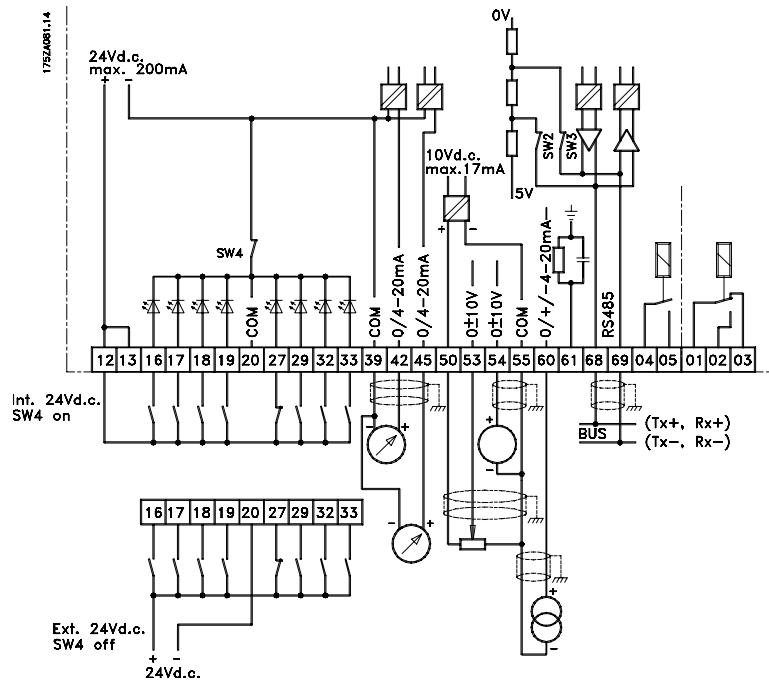 175ZA081.14
24Vd.c.
max. 200mA
+ −
0V
SW2
SW3
5V
10Vd.c.
max.17mA
+ −
SW4
COM
COM
0/4-20mA
0/4-20mA
0±10V
0±10V
COM
0/+/-4-20mA-
RS485
12 13 16 17 18 19 20 27 29 32 33 39 42 45 50 53 54 55 60 61 68 69 04 05 01 02 03
Int. 24Vd.c.
SW4 on
− +
− +
+
−
BUS
(Tx+, Rx+)
(Tx−, Rx−)
16 17 18 19 20 27 29 32 33
+
−
Ext. 24Vd.c.
SW4 off
+ −
24Vd.c.